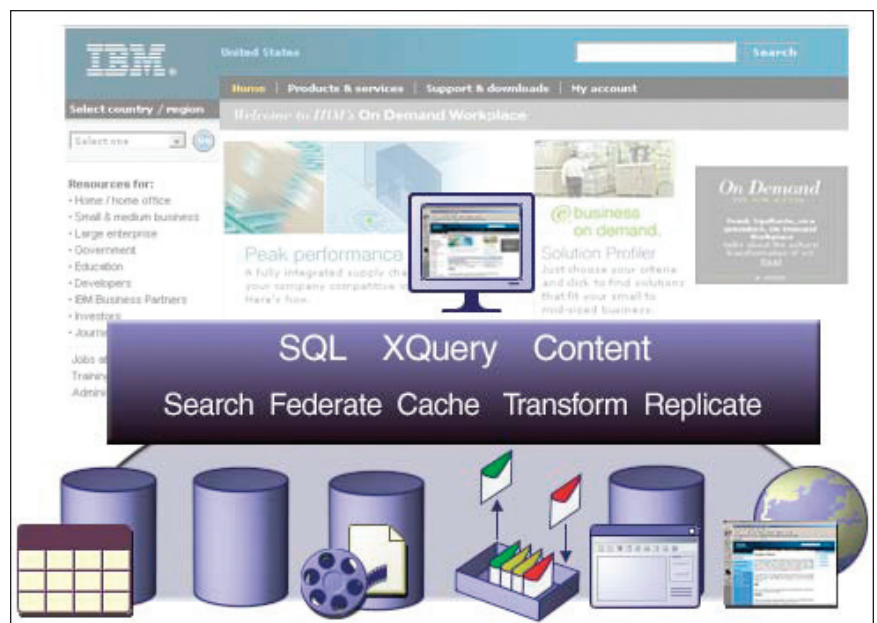 IBM.
United States
Search
Home | Products & services | Support & downloads | My account
Select country / region
Welcome to IBM's On Demand Workplace
Select one
Resources for:
• Home / home office
• Small & medium business
• Large enterprise
• Government
• Education
• Developers
• IBM Business Partners
• Investors
Jobs
Peak performance
A fully integrated supply
your company competitive
Here's how.
e business
on demand.
Solution Profiler
Just choose your criteria
and click to find solutions
that fit your small to
mid-sized business.
On Demand
SQL XQuery Content
Search Federate Cache Transform Replicate